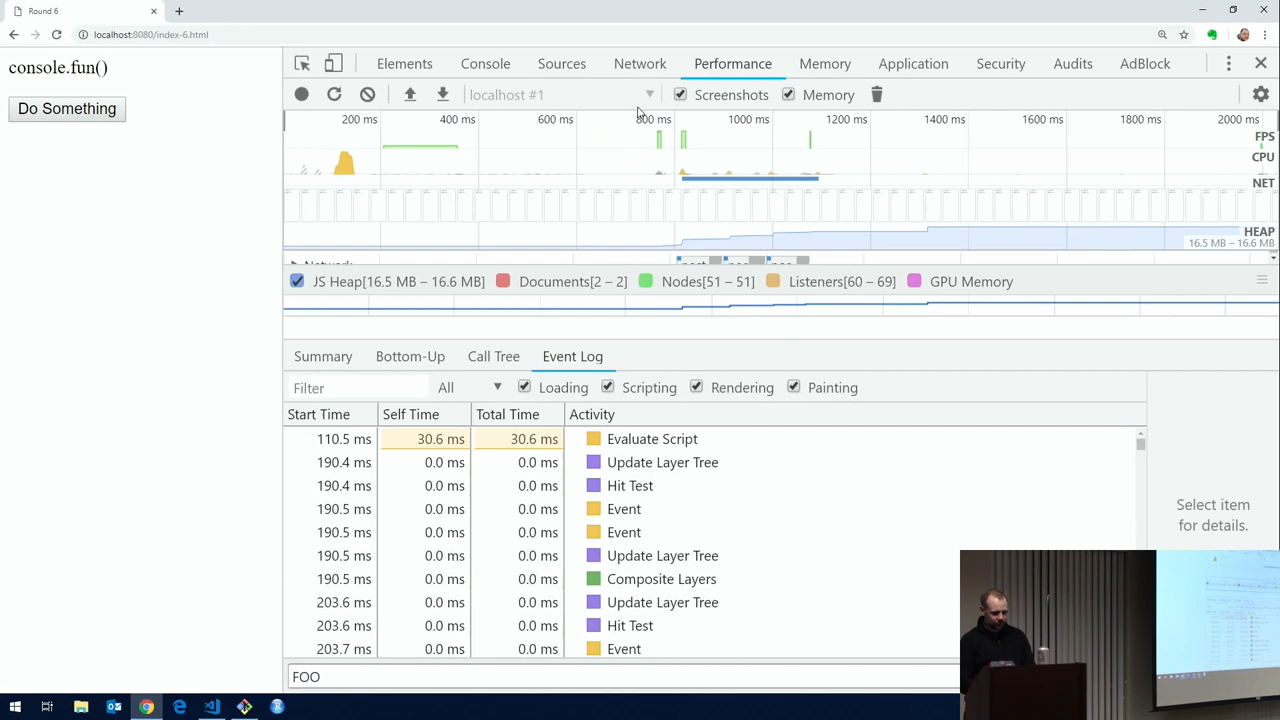 Round 6
localhost:8080/index-6.html
console.fun()
Do Something
Elements Console Sources Network Performance Memory Application Security Audits AdBlock
localhost #1 Screenshots Memory
200 ms 400 ms 600 ms 800 ms 1000 ms 1200 ms 1400 ms 1600 ms 1800 ms 2000 ms
FPS
CPU
NET
HEAP
16.5 MB – 16.6 MB
JS Heap[16.5 MB – 16.6 MB] Documents[2 – 2] Nodes[51 – 51] Listeners[60 – 69] GPU Memory
Summary Bottom-Up Call Tree Event Log
Filter All Loading Scripting Rendering Painting
Start Time Self Time Total Time Activity
110.5 ms 30.6 ms 30.6 ms Evaluate Script
190.4 ms 0.0 ms 0.0 ms Update Layer Tree
190.4 ms 0.0 ms 0.0 ms Hit Test
190.5 ms 0.0 ms 0.0 ms Event
190.5 ms 0.0 ms 0.0 ms Event
190.5 ms 0.0 ms 0.0 ms Update Layer Tree
190.5 ms 0.0 ms 0.0 ms Composite Layers
203.6 ms 0.0 ms 0.0 ms Update Layer Tree
203.6 ms 0.0 ms 0.0 ms Hit Test
203.7 ms 0.0 ms 0.0 ms Event
Select item
for details.
FOO